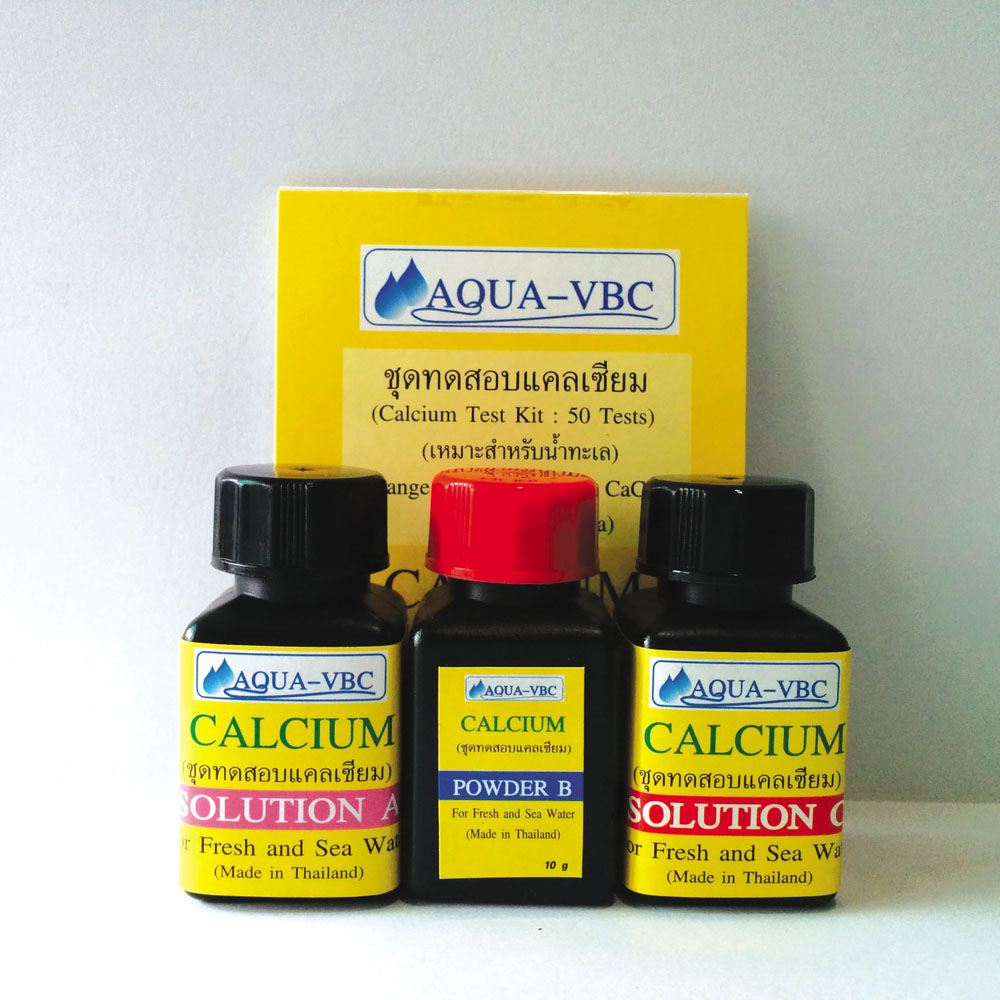 AQUA-VBC
ชุดทดสอบแคลเซียม
(Calcium Test Kit : 50 Tests)
(เหมาะสำหรับน้ำทะเล)
ange CaC
a)
CA UM
AQUA-VBC
CALCIUM
(ชุดทดสอบแคลเซียม)
SOLUTION A
or Fresh and Sea Wat
(Made in Thailand)
AQUA-VBC
CALCIUM
(ชุดทดสอบแคลเซียม)
POWDER B
For Fresh and Sea Water
(Made in Thailand)
10 g
AQUA-VBC
CALCIUM
(ชุดทดสอบแคลเซียม)
SOLUTION C
or Fresh and Sea Wat
(Made in Thailand)